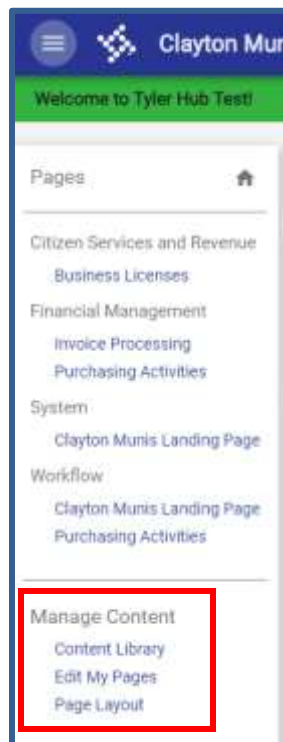 Clayton Mun
Welcome to Tyler Hub Test!
Pages
Citizen Services and Revenue
Business Licenses
Financial Management
Invoice Processing
Purchasing Activities
System
Clayton Munis Landing Page
Workflow
Clayton Munis Landing Page
Purchasing Activities
Manage Content
Content Library
Edit My Pages
Page Layout